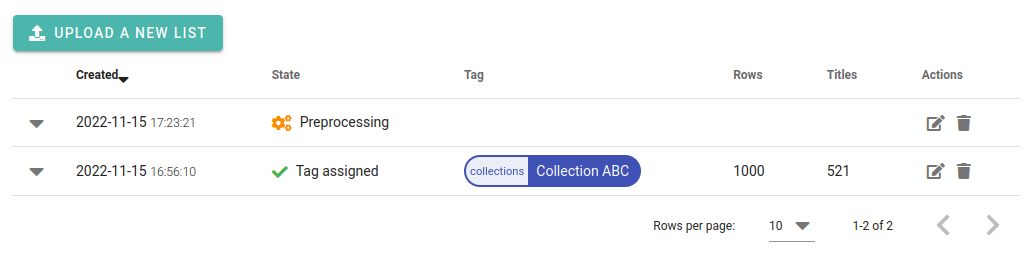 UPLOAD A NEW LIST
Created State Tag Rows Titles Actions
2022-11-15 17:23:21 Preprocessing
2022-11-15 16:56:10 Tag assigned collections Collection ABC 1000 521
Rows per page: 10 1-2 of 2